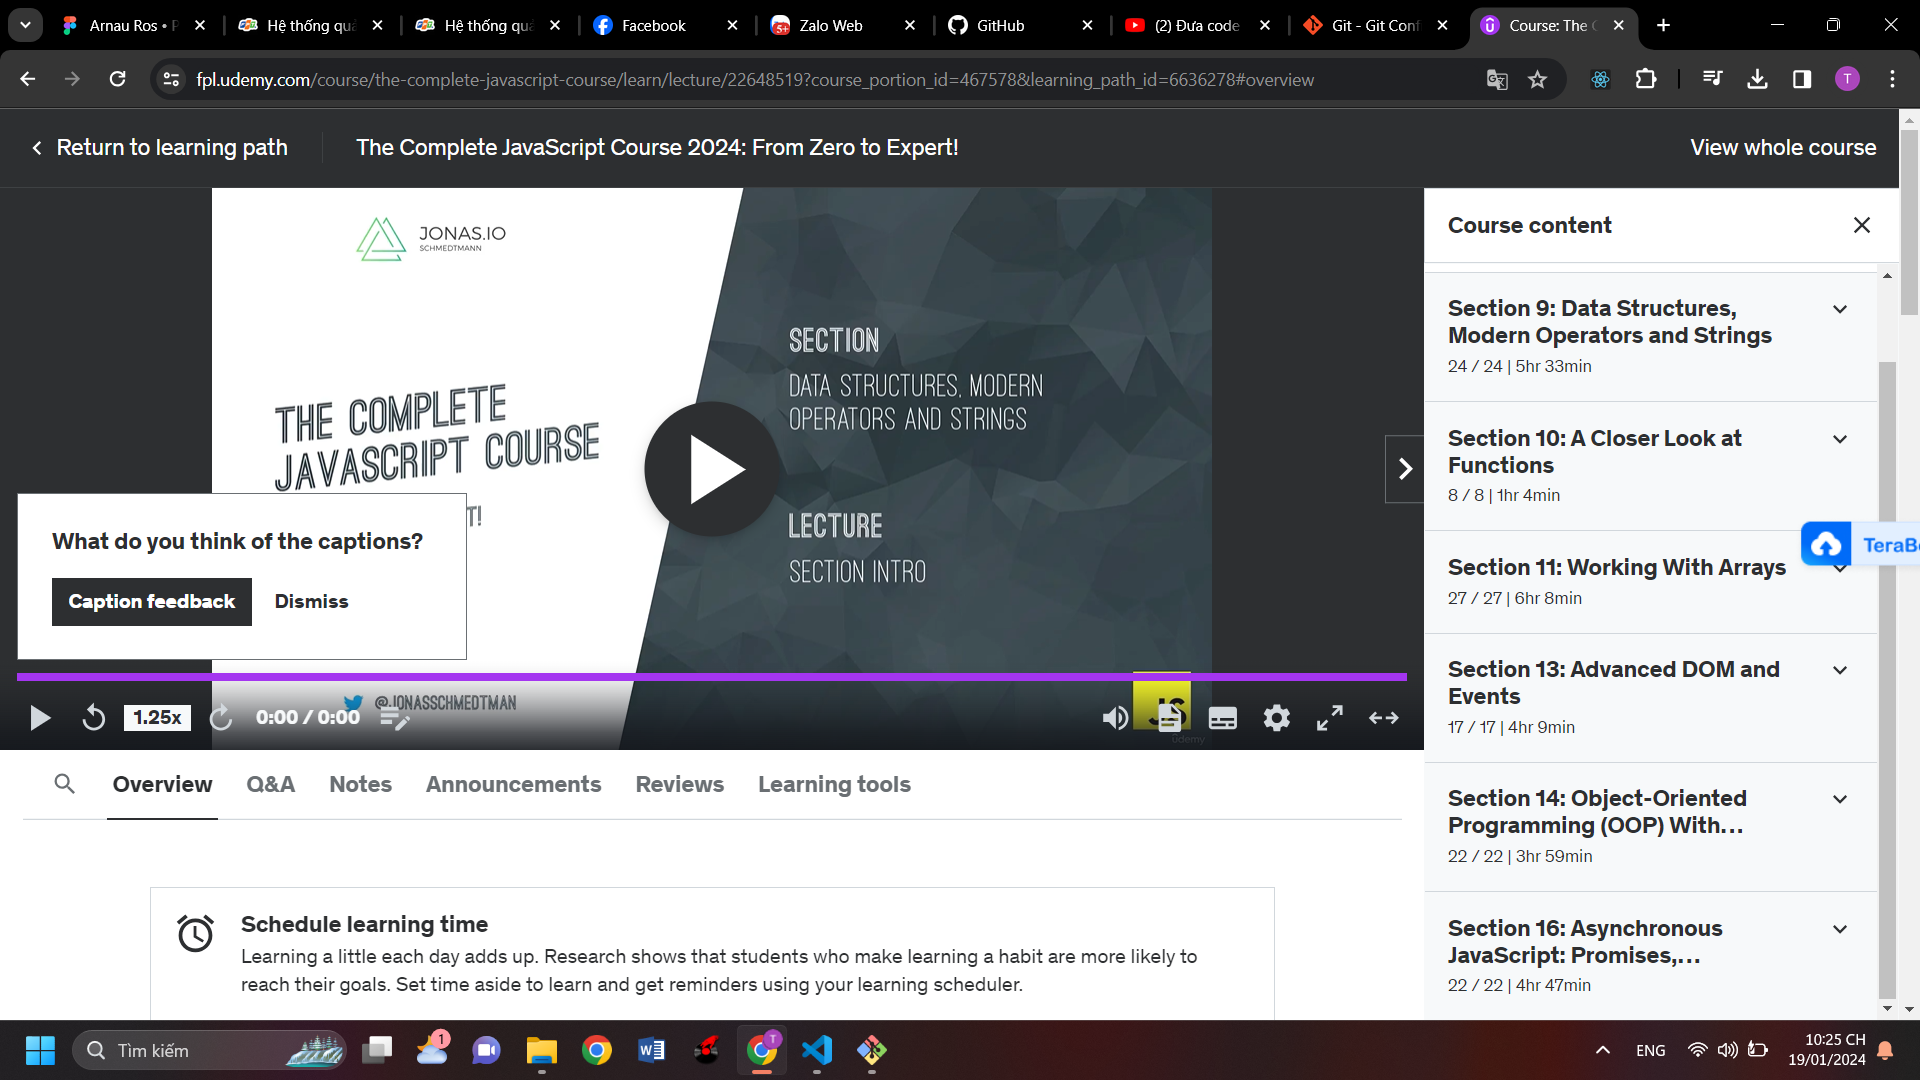 Arnau Ros • P
Hệ thống quả
Hệ thống quả
Facebook
Zalo Web
GitHub
(2) Đưa code
Git - Git Conf
Course: The C
fpl.udemy.com/course/the-complete-javascript-course/learn/lecture/22648519?course_portion_id=467578&learning_path_id=6636278#overview
T
Return to learning path
The Complete JavaScript Course 2024: From Zero to Expert!
View whole course
JONAS.IO
SCHMEDTMANN
THE COMPLETE
JAVASCRIPT COURSE
T!
SECTION
DATA STRUCTURES, MODERN
OPERATORS AND STRINGS
LECTURE
SECTION INTRO
What do you think of the captions?
Caption feedback
Dismiss
@JONASSCHMEDTMAN
JS
udemy
1.25x
0:00 / 0:00
Course content
Section 9: Data Structures,
Modern Operators and Strings
24 / 24 | 5hr 33min
Section 10: A Closer Look at
Functions
8 / 8 | 1hr 4min
Section 11: Working With Arrays
27 / 27 | 6hr 8min
TeraB
Section 13: Advanced DOM and
Events
17 / 17 | 4hr 9min
Section 14: Object-Oriented
Programming (OOP) With...
22 / 22 | 3hr 59min
Section 16: Asynchronous
JavaScript: Promises,...
22 / 22 | 4hr 47min
Overview
Q&A
Notes
Announcements
Reviews
Learning tools
Schedule learning time
Learning a little each day adds up. Research shows that students who make learning a habit are more likely to
reach their goals. Set time aside to learn and get reminders using your learning scheduler.
Tìm kiếm
1
T
ENG
10:25 CH
19/01/2024